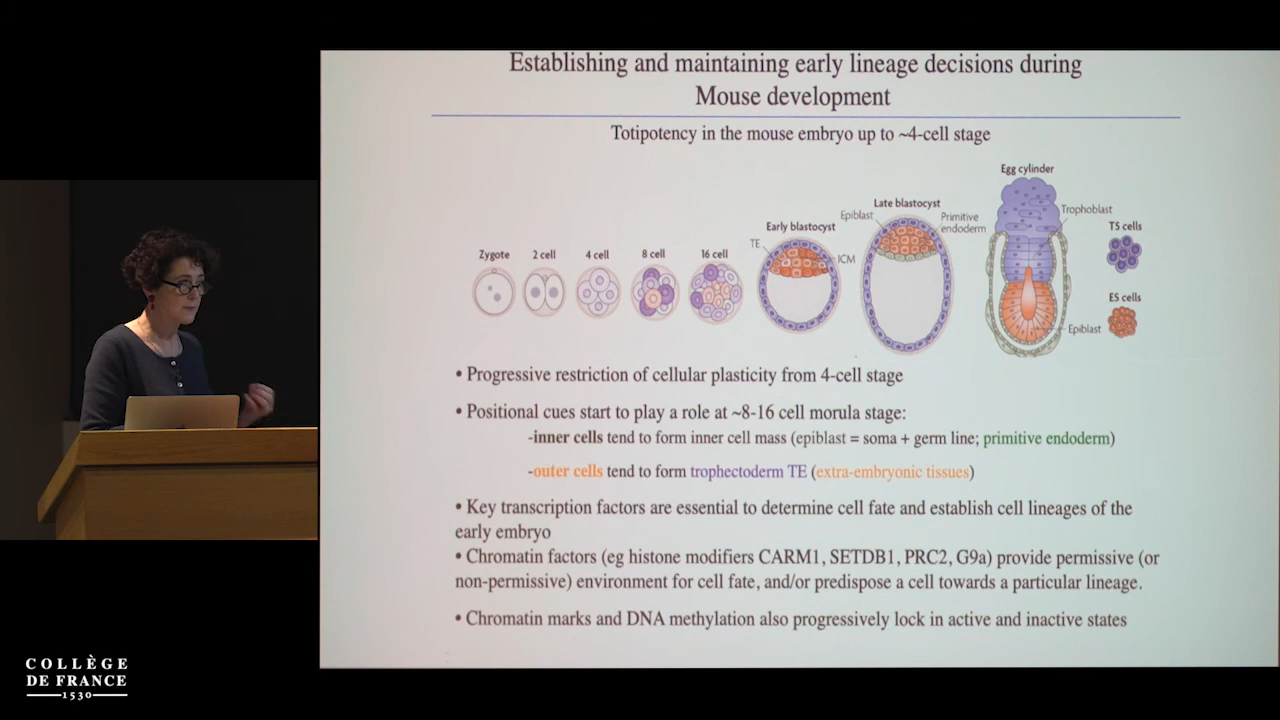 Establishing and maintaining early lineage decisions during
Mouse development
Totipotency in the mouse embryo up to ~4-cell stage
Egg cylinder
Late blastocyst
Trophoblast
Epiblast
Primitive
endoderm
Early blastocyst
TS cells
TE
Zygote
2 cell
4 cell
8 cell
16 cell
ICM
ES cells
Epiblast
• Progressive restriction of cellular plasticity from 4-cell stage
• Positional cues start to play a role at ~8-16 cell morula stage:
-inner cells tend to form inner cell mass (epiblast = soma + germ line; primitive endoderm)
-outer cells tend to form trophectoderm TE (extra-embryonic tissues)
• Key transcription factors are essential to determine cell fate and establish cell lineages of the
early embryo
• Chromatin factors (eg histone modifiers CARM1, SETDB1, PRC2, G9a) provide permissive (or
non-permissive) environment for cell fate, and/or predispose a cell towards a particular lineage.
• Chromatin marks and DNA methylation also progressively lock in active and inactive states
COLLÈGE
DE FRANCE
1530